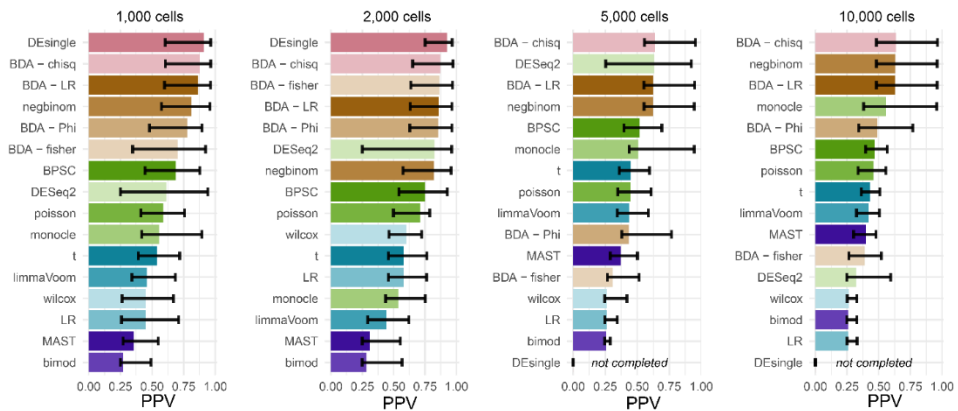 1,000 cells
DEsingle
BDA − chisq
BDA − LR
negbinom
BDA − Phi
BDA − fisher
BPSC
DESeq2
poisson
monocle
t
limmaVoom
wilcox
LR
MAST
bimod
0.00 0.25 0.50 0.75 1.00
PPV
2,000 cells
DEsingle
BDA − chisq
BDA − fisher
BDA − LR
BDA − Phi
DESeq2
negbinom
BPSC
poisson
wilcox
t
LR
monocle
limmaVoom
MAST
bimod
0.00 0.25 0.50 0.75 1.00
PPV
5,000 cells
BDA − chisq
DESeq2
BDA − LR
negbinom
BPSC
monocle
t
poisson
limmaVoom
BDA − Phi
MAST
BDA − fisher
wilcox
LR
bimod
DEsingle not completed
0.00 0.25 0.50 0.75 1.00
PPV
10,000 cells
BDA − chisq
negbinom
BDA − LR
monocle
BDA − Phi
BPSC
poisson
t
limmaVoom
MAST
BDA − fisher
DESeq2
wilcox
bimod
LR
DEsingle not completed
0.00 0.25 0.50 0.75 1.00
PPV